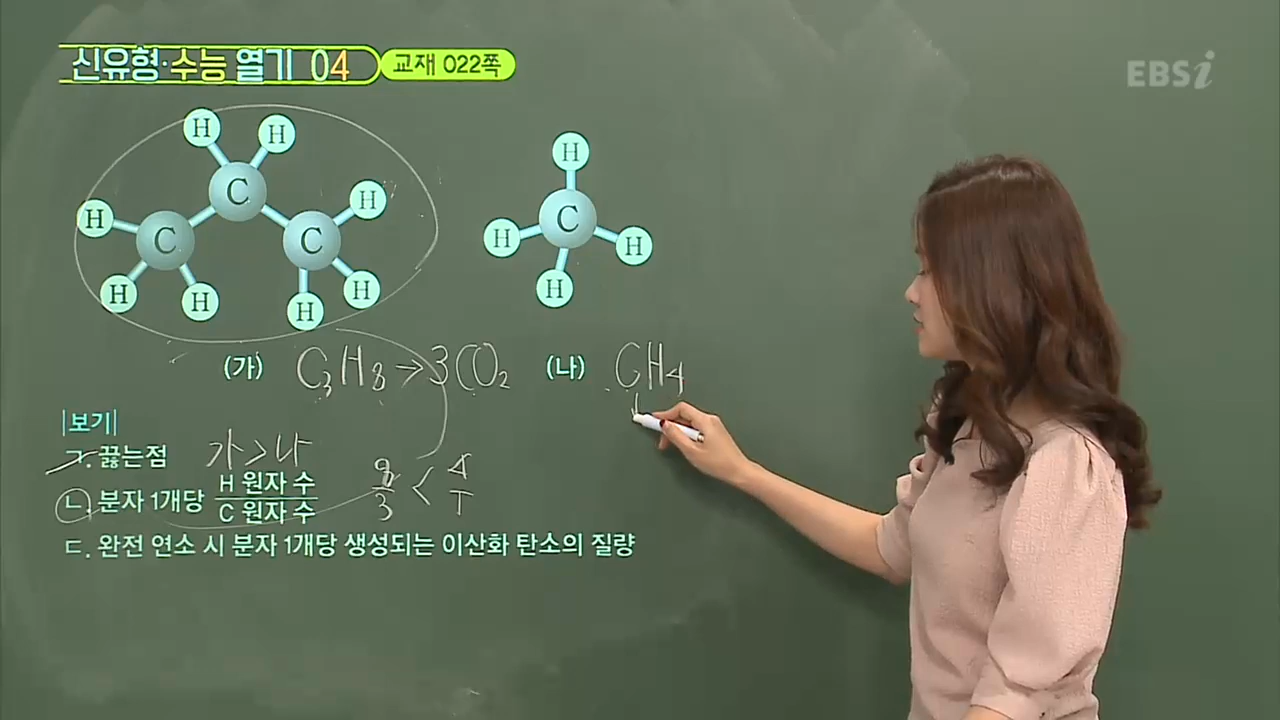 신유형·수능 열기 04 교재 022쪽
EBSi
H H
H C H
H C C H
H H H H
H
H C H
H
(가) C₃H₈ → 3CO₂ (나) CH₄
|보기|
ㄱ. 끓는점 가 > 나
ㄴ. 분자 1개당 H 원자 수 / C 원자 수 8/3 < 4/1
ㄷ. 완전 연소 시 분자 1개당 생성되는 이산화 탄소의 질량